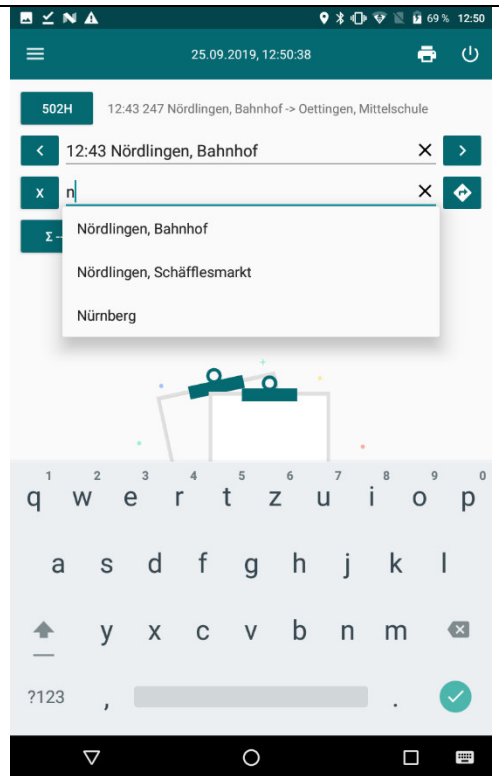 69 % 12:50
25.09.2019, 12:50:38
502H 12:43 247 Nördlingen, Bahnhof -> Oettingen, Mittelschule
< 12:43 Nördlingen, Bahnhof X >
x n X
Σ -
Nördlingen, Bahnhof
Nördlingen, Schäfflesmarkt
Nürnberg
1 2 3 4 5 6 7 8 9 0
q w e r t z u i o p
a s d f g h j k l
y x c v b n m
?123 , .